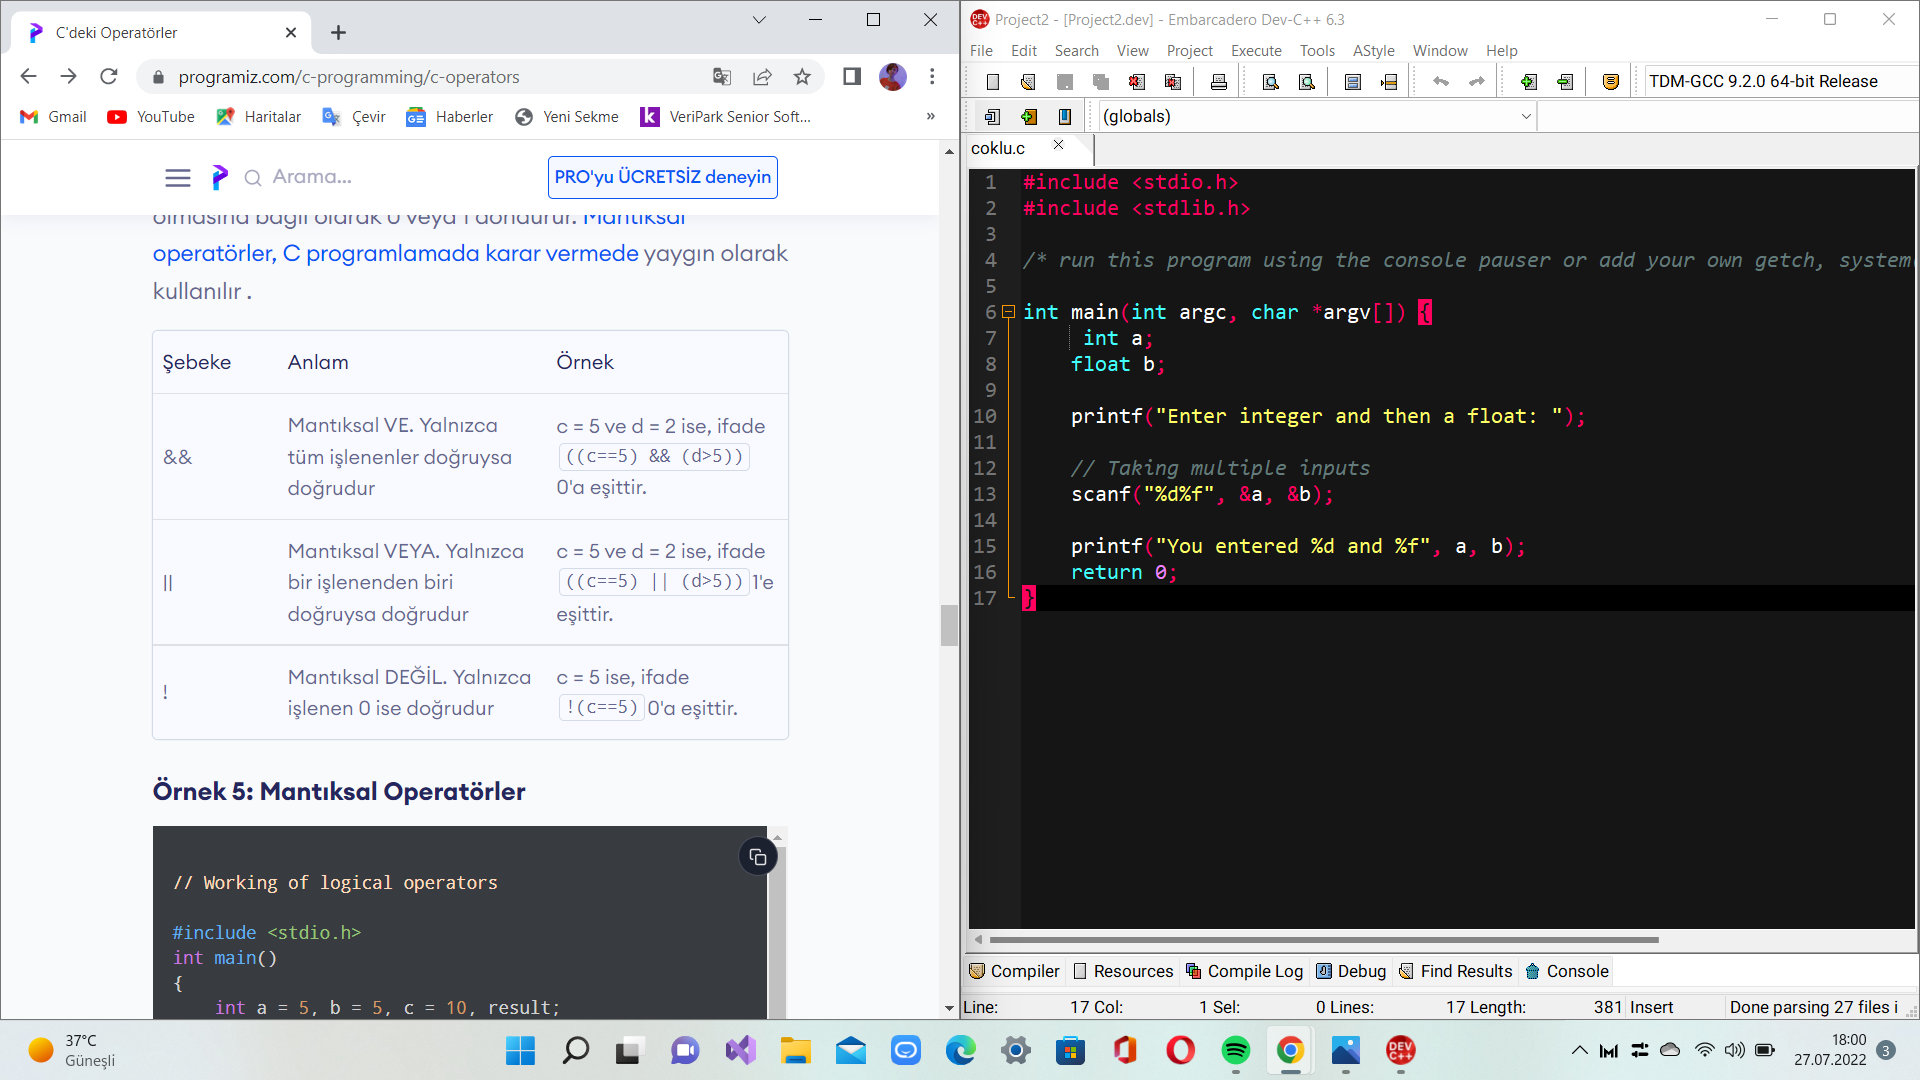 C'deki Operatörler
programiz.com/c-programming/c-operators
Gmail YouTube Haritalar Çevir Haberler Yeni Sekme VeriPark Senior Soft... »
Arama... PRO'yu ÜCRETSİZ deneyin
olmasına bağlı olarak 0 veya 1 döndürür. Mantıksal
operatörler, C programlamada karar vermede yaygın olarak
kullanılır .
Şebeke Anlam Örnek
&& Mantıksal VE. Yalnızca tüm işlenenler doğruysa doğrudur c = 5 ve d = 2 ise, ifade ((c==5) && (d>5)) 0'a eşittir.
|| Mantıksal VEYA. Yalnızca bir işlenenden biri doğruysa doğrudur c = 5 ve d = 2 ise, ifade ((c==5) || (d>5)) 1'e eşittir.
! Mantıksal DEĞİL. Yalnızca işlenen 0 ise doğrudur c = 5 ise, ifade !(c==5) 0'a eşittir.
Örnek 5: Mantıksal Operatörler
// Working of logical operators
#include <stdio.h>
int main()
{
int a = 5, b = 5, c = 10, result;
DEV C++ Project2 - [Project2.dev] - Embarcadero Dev-C++ 6.3
File Edit Search View Project Execute Tools AStyle Window Help
TDM-GCC 9.2.0 64-bit Release
(globals)
coklu.c
1 #include <stdio.h>
2 #include <stdlib.h>
3
4 /* run this program using the console pauser or add your own getch, system
5
6 int main(int argc, char *argv[]) {
7 int a;
8 float b;
9
10 printf("Enter integer and then a float: ");
11
12 // Taking multiple inputs
13 scanf("%d%f", &a, &b);
14
15 printf("You entered %d and %f", a, b);
16 return 0;
17 }
Compiler Resources Compile Log Debug Find Results Console
Line: 17 Col: 1 Sel: 0 Lines: 17 Length: 381 Insert Done parsing 27 files i
37°C
Güneşli
DEV C++
18:00
27.07.2022
3